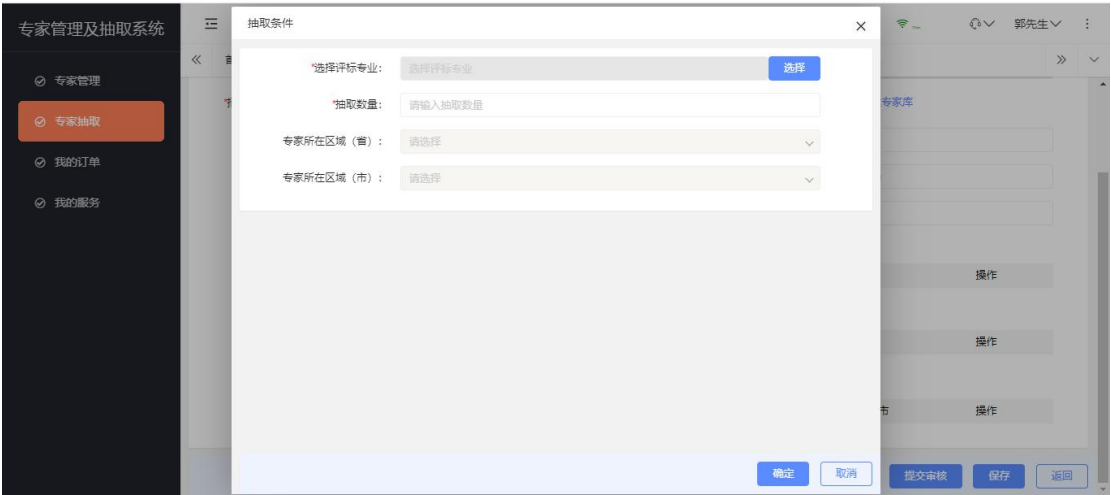 专家管理及抽取系统
抽取条件
郭先生
首
专家管理
专家抽取
我的订单
我的服务
*选择评标专业：
选择评标专业
选择
*抽取数量：
请输入抽取数量
专家库
专家所在区域（省）：
请选择
专家所在区域（市）：
请选择
操作
操作
市
操作
确定
取消
提交审核
保存
返回